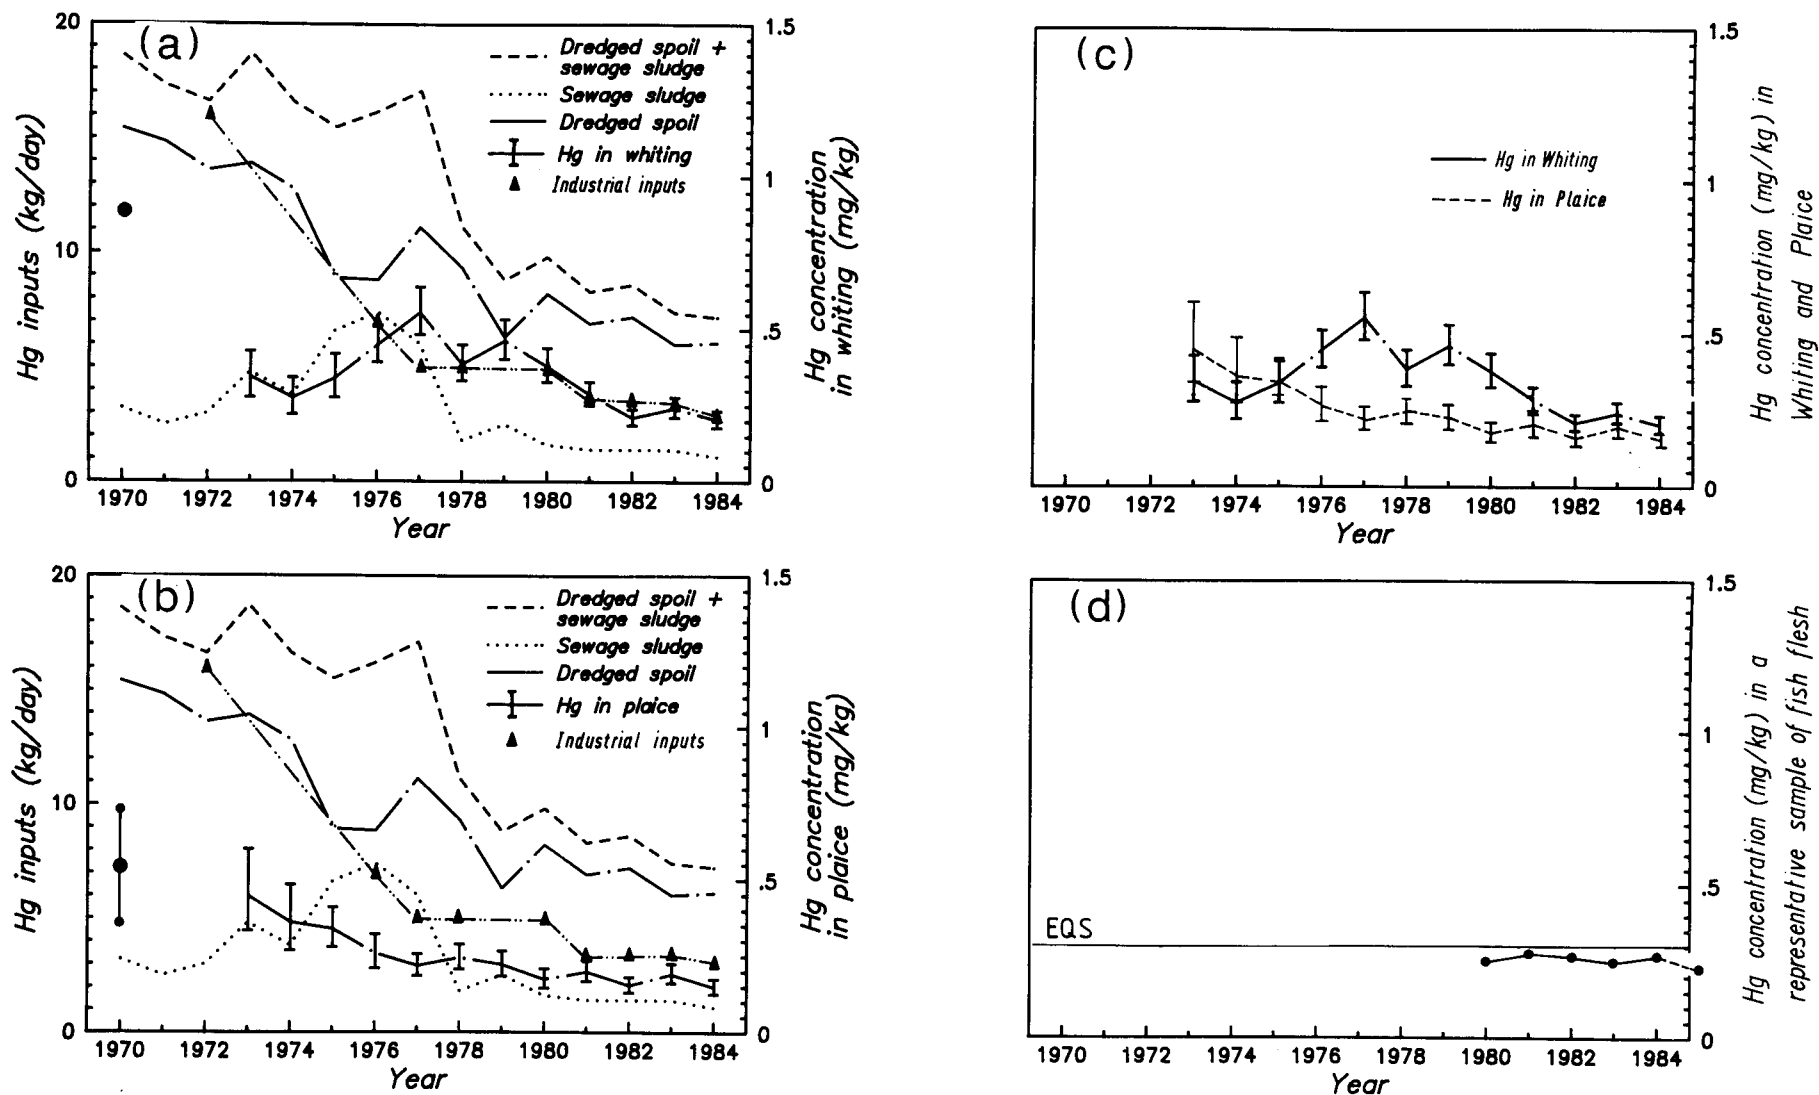 (a)
20
10
0
Hg inputs (kg/day)
1970 1972 1974 1976 1978 1980 1982 1984
Year
Dredged spoil +
sewage sludge
Sewage sludge
Dredged spoil
Hg in whiting
Industrial inputs
1.5
1
.5
0
Hg concentration
in whiting (mg/kg)
(b)
20
10
0
Hg inputs (kg/day)
1970 1972 1974 1976 1978 1980 1982 1984
Year
Dredged spoil +
sewage sludge
Sewage sludge
Dredged spoil
Hg in plaice
Industrial inputs
1.5
1
.5
0
Hg concentration
in plaice (mg/kg)
(c)
Hg in Whiting
Hg in Plaice
1970 1972 1974 1976 1978 1980 1982 1984
Year
1.5
1
.5
0
Hg concentration (mg/kg) in
Whiting and Plaice
(d)
EQS
1970 1972 1974 1976 1978 1980 1982 1984
Year
1.5
1
.5
0
Hg concentration (mg/kg) in a
representative sample of fish flesh